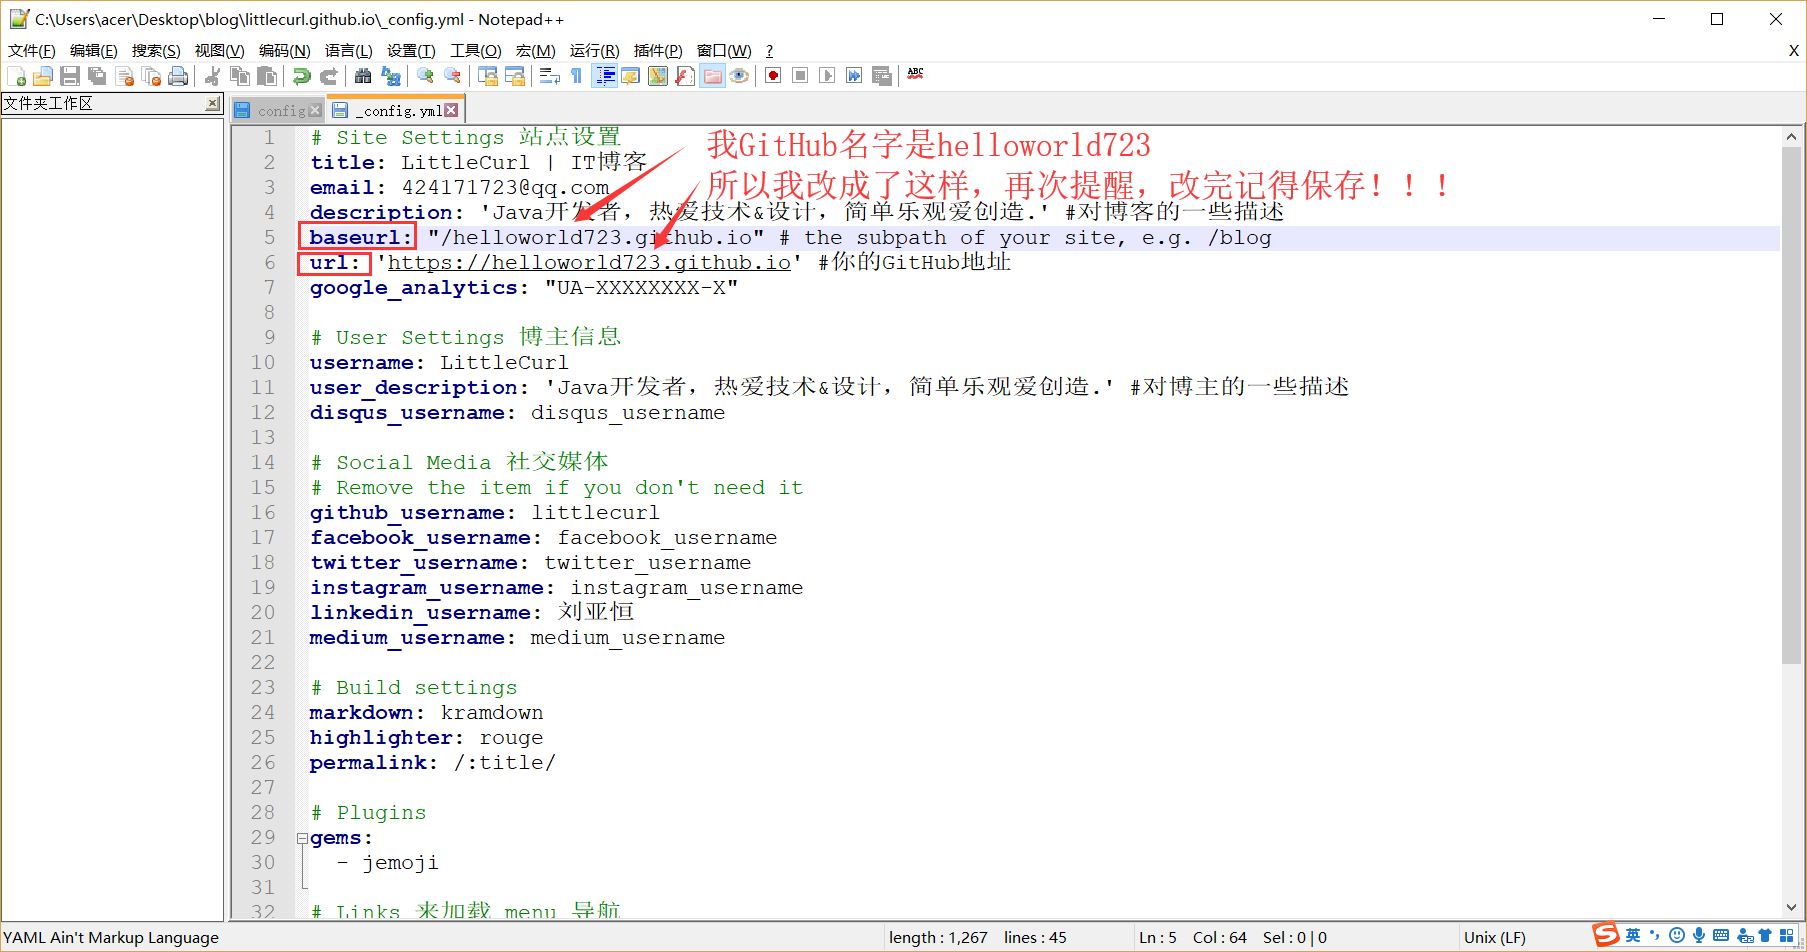 C:\Users\acer\Desktop\blog\littlecurl.github.io\_config.yml - Notepad++
文件(F) 编辑(E) 搜索(S) 视图(V) 编码(N) 语言(L) 设置(T) 工具(O) 宏(M) 运行(R) 插件(P) 窗口(W) ? X
ABC
文件夹工作区
config _config.yml
我GitHub名字是helloworld723
所以我改成了这样，再次提醒，改完记得保存！！！
1 # Site Settings 站点设置
2 title: LittleCurl | IT博客
3 email: 424171723@qq.com
4 description: 'Java开发者，热爱技术&设计，简单乐观爱创造.' #对博客的一些描述
5 baseurl: "/helloworld723.github.io" # the subpath of your site, e.g. /blog
6 url: 'https://helloworld723.github.io' #你的GitHub地址
7 google_analytics: "UA-XXXXXXXX-X"
8
9 # User Settings 博主信息
10 username: LittleCurl
11 user_description: 'Java开发者，热爱技术&设计，简单乐观爱创造.' #对博主的一些描述
12 disqus_username: disqus_username
13
14 # Social Media 社交媒体
15 # Remove the item if you don't need it
16 github_username: littlecurl
17 facebook_username: facebook_username
18 twitter_username: twitter_username
19 instagram_username: instagram_username
20 linkedin_username: 刘亚恒
21 medium_username: medium_username
22
23 # Build settings
24 markdown: kramdown
25 highlighter: rouge
26 permalink: /:title/
27
28 # Plugins
29 gems:
30 - jemoji
31
32 # Links 来加载 menu 导航
YAML Ain't Markup Language length : 1,267 lines : 45 Ln : 5 Col : 64 Sel : 0 | 0 Unix (LF) 英